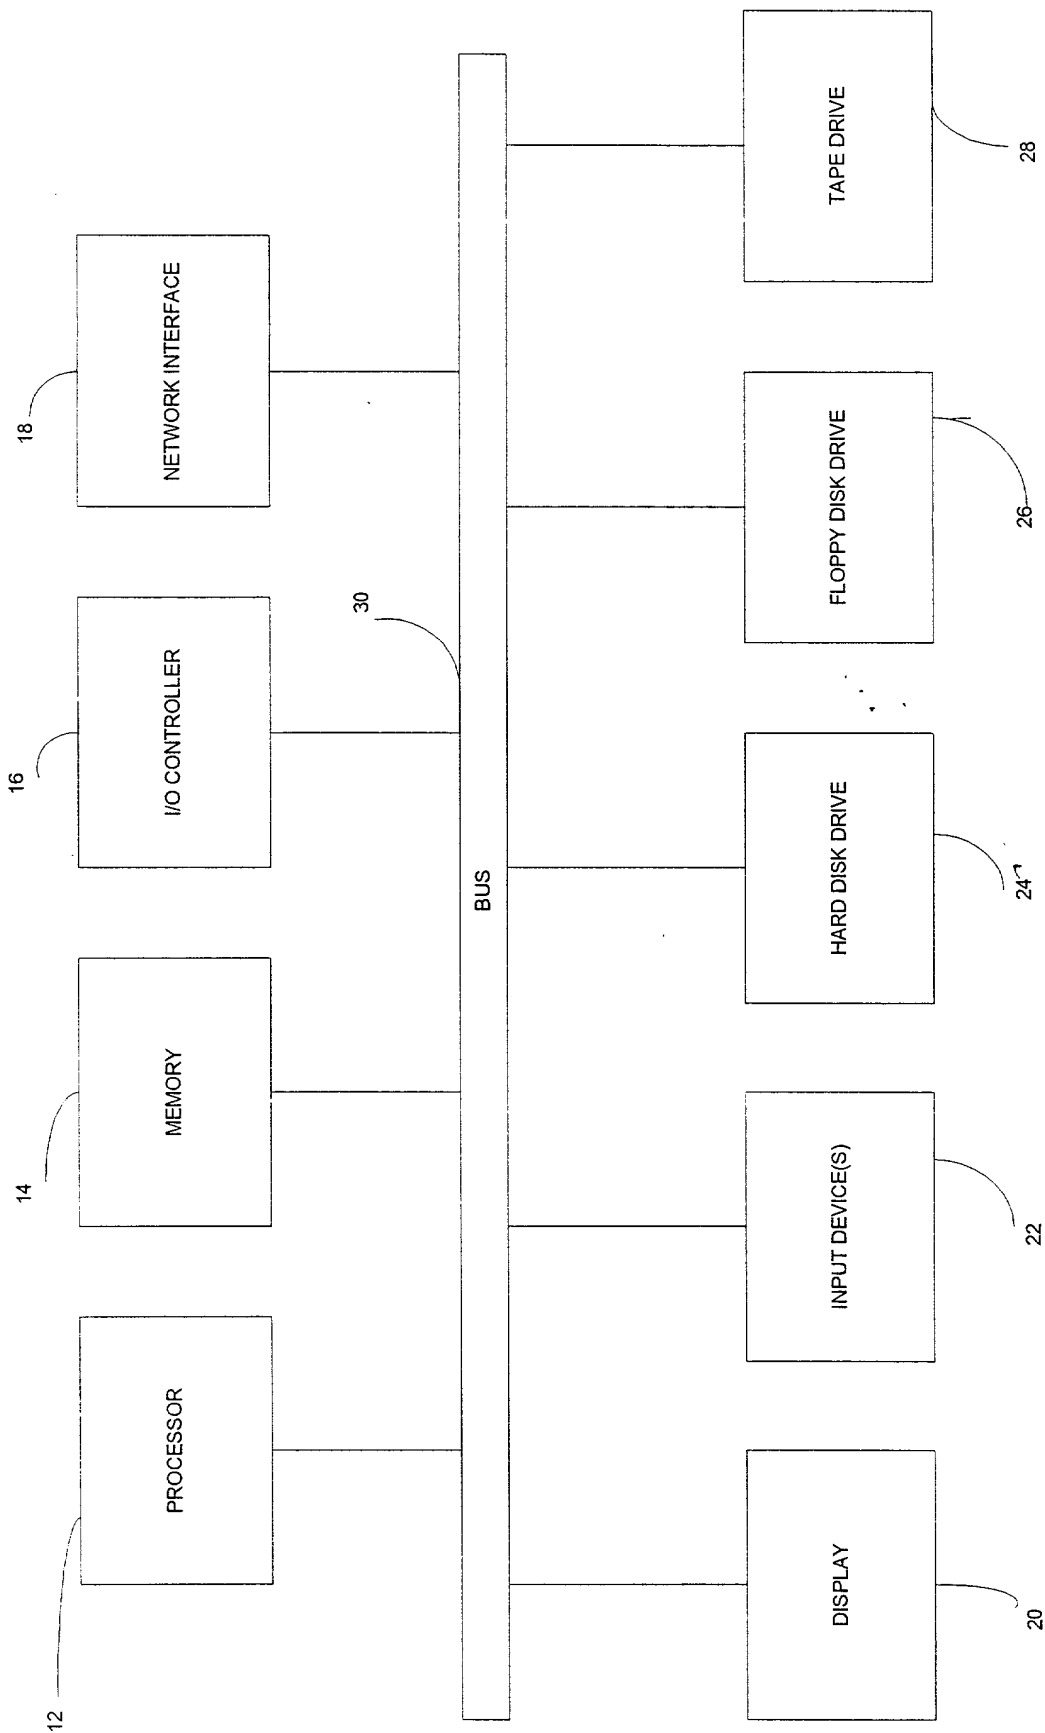 12
PROCESSOR
14
MEMORY
16
I/O CONTROLLER
18
NETWORK INTERFACE
30
BUS
DISPLAY
20
INPUT DEVICE(S)
22
HARD DISK DRIVE
24
FLOPPY DISK DRIVE
26
TAPE DRIVE
28